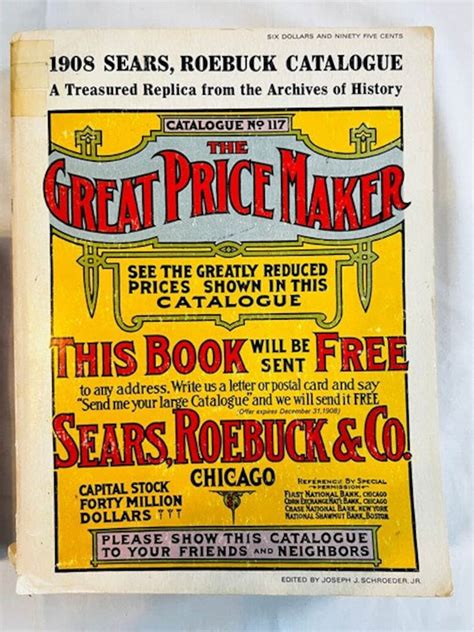 SIX DOLLARS AND NINETY FIVE CENTS
1908 SEARS, ROEBUCK CATALOGUE
A Treasured Replica from the Archives of History
CATALOGUE No 117
THE
GREAT PRICE MAKER
SEE THE GREATLY REDUCED
PRICES SHOWN IN THIS
CATALOGUE
THIS BOOK WILL BE SENT FREE
to any address. Write us a letter or postal card and say
"Send me your large Catalogue" and we will send it FREE
(Offer expires December 31, 1908)
SEARS, ROEBUCK & CO.
CHICAGO
CAPITAL STOCK
FORTY MILLION
DOLLARS
REFERENCE BY SPECIAL
PERMISSION
FIRST NATIONAL BANK, CHICAGO
CORN EXCHANGE NAT'L BANK, CHICAGO
CHASE NATIONAL BANK, NEW YORK
NATIONAL SHAWMUT BANK, BOSTON
PLEASE SHOW THIS CATALOGUE
TO YOUR FRIENDS AND NEIGHBORS
EDITED BY JOSEPH J. SCHROEDER, JR.